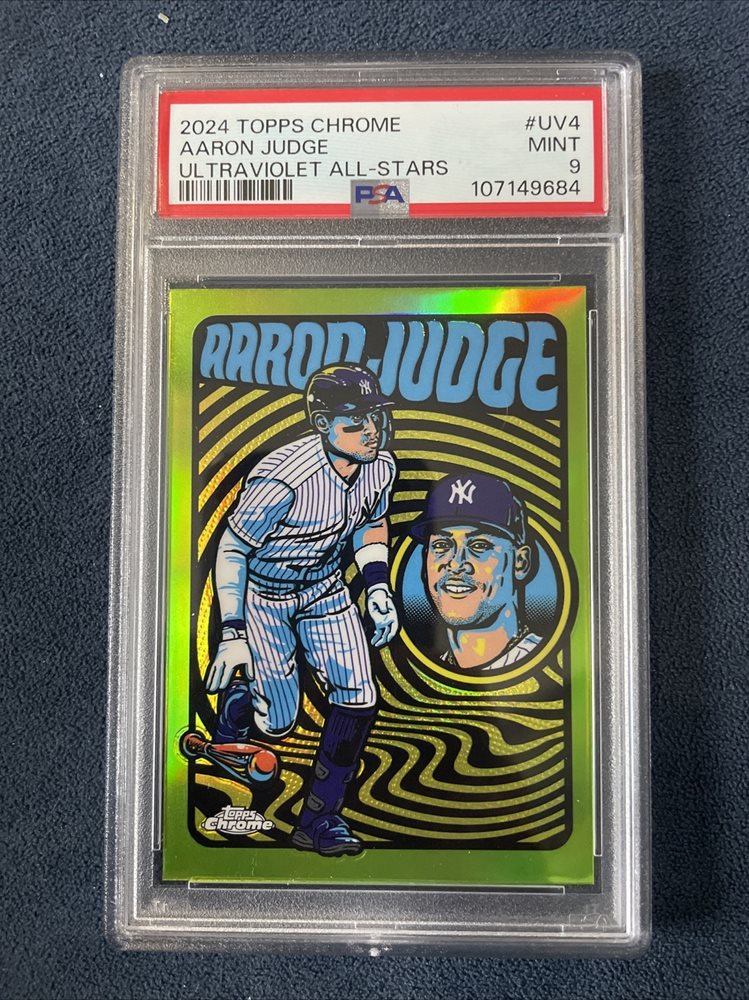 2024 TOPPS CHROME #UV4
AARON JUDGE MINT
ULTRAVIOLET ALL-STARS 9
PSA 107149684
AARON JUDGE
NY
NY
Topps
Chrome